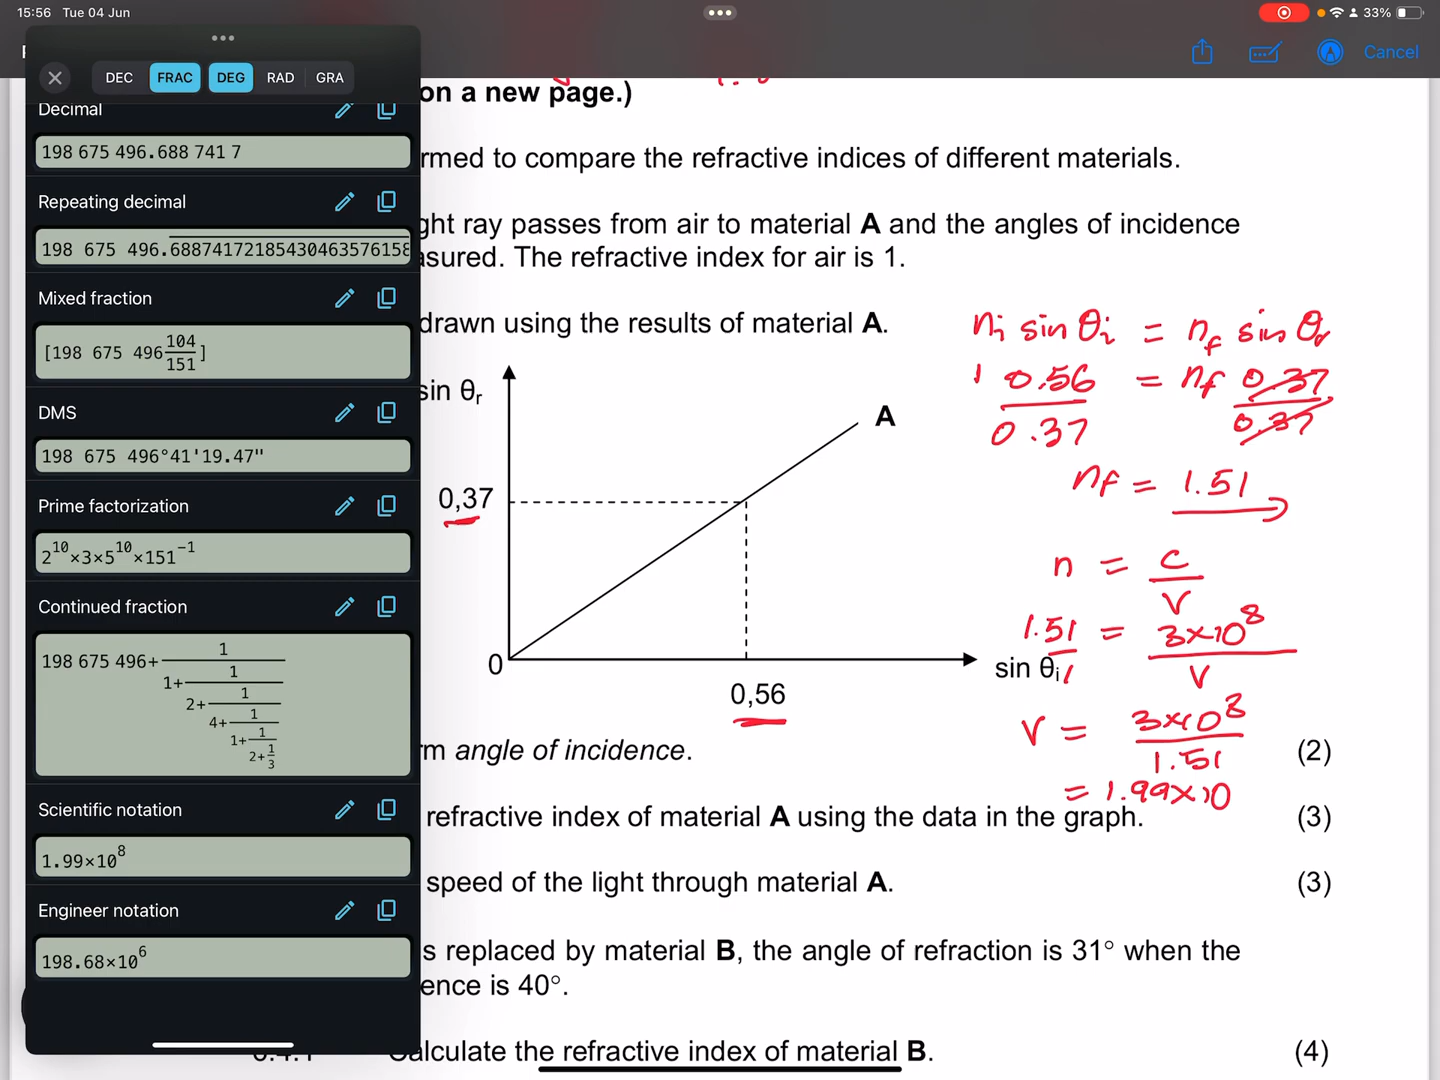 15:56 Tue 04 Jun
33%
Cancel
DEC FRAC DEG RAD GRA
Decimal
198 675 496.688 741 7
Repeating decimal
198 675 496.68874172185430463576158
Mixed fraction
[198 675 496 104/151]
DMS
198 675 496°41'19.47"
Prime factorization
2^10×3×5^10×151^-1
Continued fraction
198 675 496+ 1
1+ 1
2+ 1
4+ 1
1+ 1
2+ 1
3
Scientific notation
1.99×10^8
Engineer notation
198.68×10^6
on a new page.)
rmed to compare the refractive indices of different materials.
ght ray passes from air to material A and the angles of incidence
asured. The refractive index for air is 1.
drawn using the results of material A.
sin θr
A
0,37
0
0,56
sin θi
ni sin θi = nf sin θr
1 0.56 = nf 0.37
0.37 0.37
nf = 1.51
n = c
v
1.51 = 3×10^8
1 v
v = 3×10^8
1.51
= 1.99×10
rm angle of incidence. (2)
refractive index of material A using the data in the graph. (3)
speed of the light through material A. (3)
s replaced by material B, the angle of refraction is 31° when the
ence is 40°.
Calculate the refractive index of material B. (4)